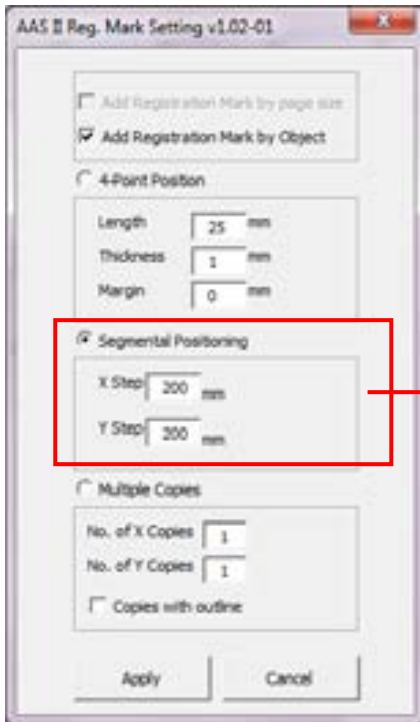 AAS II Reg. Mark Setting v1.02-01
Add Registration Mark by page size
Add Registration Mark by Object
4-Point Position
Length 25 mm
Thickness 1 mm
Margin 0 mm
Segmental Positioning
X Step 200 mm
Y Step 200 mm
Multiple Copies
No. of X Copies 1
No. of Y Copies 1
Copies with outline
Apply Cancel